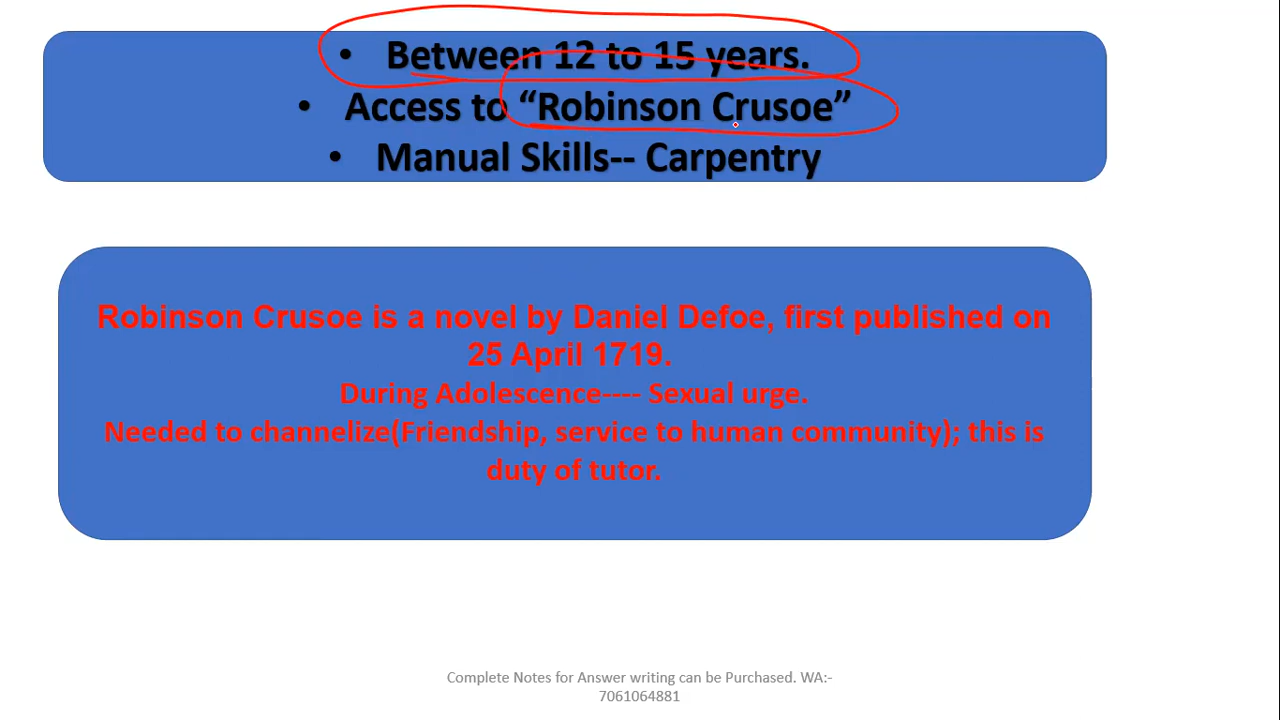 • Between 12 to 15 years.
• Access to “Robinson Crusoe”
• Manual Skills-- Carpentry
Robinson Crusoe is a novel by Daniel Defoe, first published on
25 April 1719.
During Adolescence---- Sexual urge.
Needed to channelize(Friendship, service to human community); this is
duty of tutor.
Complete Notes for Answer writing can be Purchased. WA:-
7061064881